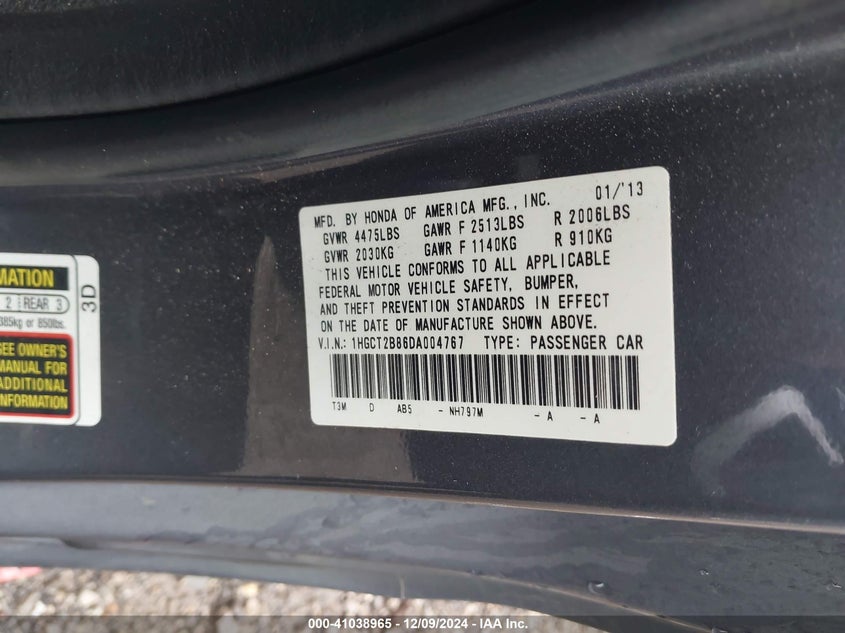 MFD. BY HONDA OF AMERICA MFG., INC. 01/'13
GVWR 4475LBS GAWR F 2513LBS R 2006LBS
GVWR 2030KG GAWR F 1140KG R 910KG
THIS VEHICLE CONFORMS TO ALL APPLICABLE
FEDERAL MOTOR VEHICLE SAFETY, BUMPER,
AND THEFT PREVENTION STANDARDS IN EFFECT
ON THE DATE OF MANUFACTURE SHOWN ABOVE.
V.I.N.: 1HGCT2B86DA004767 TYPE: PASSENGER CAR
T3M D AB5 - NH797M - A - A
MATION
2 REAR 3
385kg or 850lbs.
SEE OWNER'S
MANUAL FOR
ADDITIONAL
INFORMATION
3D
000-41038965 - 12/09/2024 - IAA Inc.